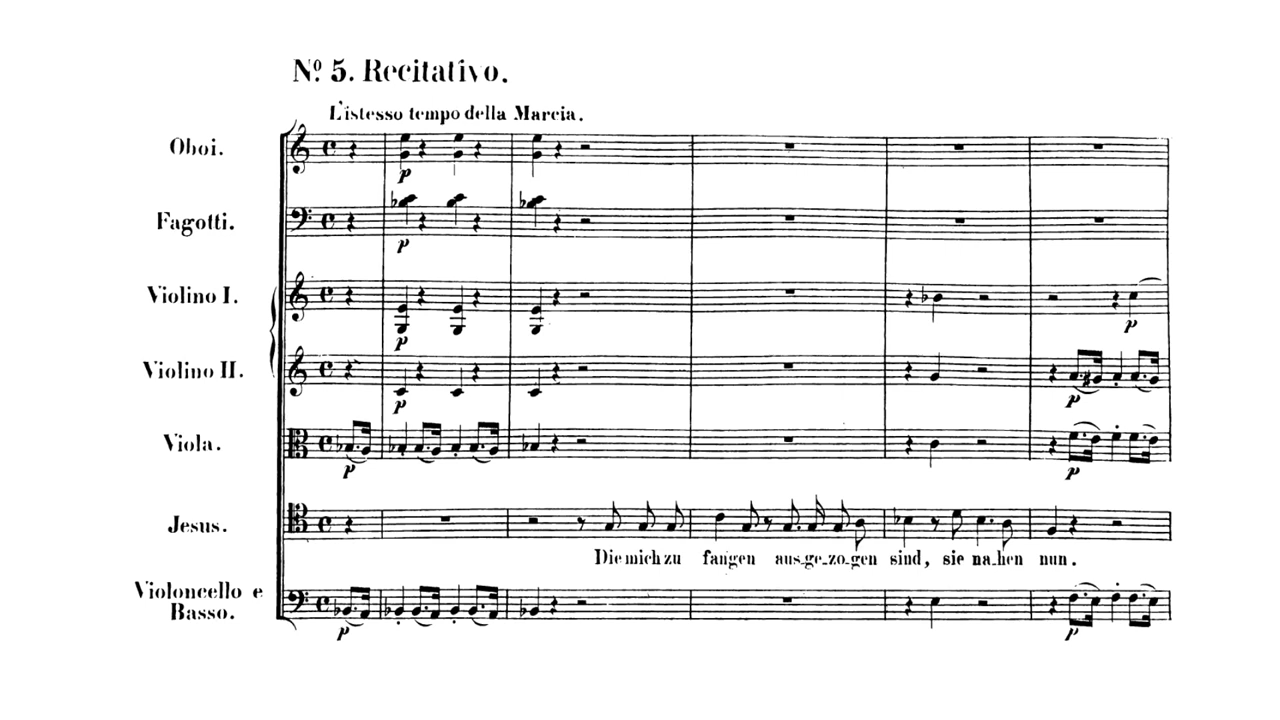 Nº 5. Recitativo.
L'istesso tempo della Marcia.
Oboi.
p
Fagotti.
p
Violino I.
p p
Violino II.
p p
Viola.
p p
Jesus.
Die mich zu fangen aus-ge-zo-gen sind, sie na-hen nun.
Violoncello e
Basso.
p p